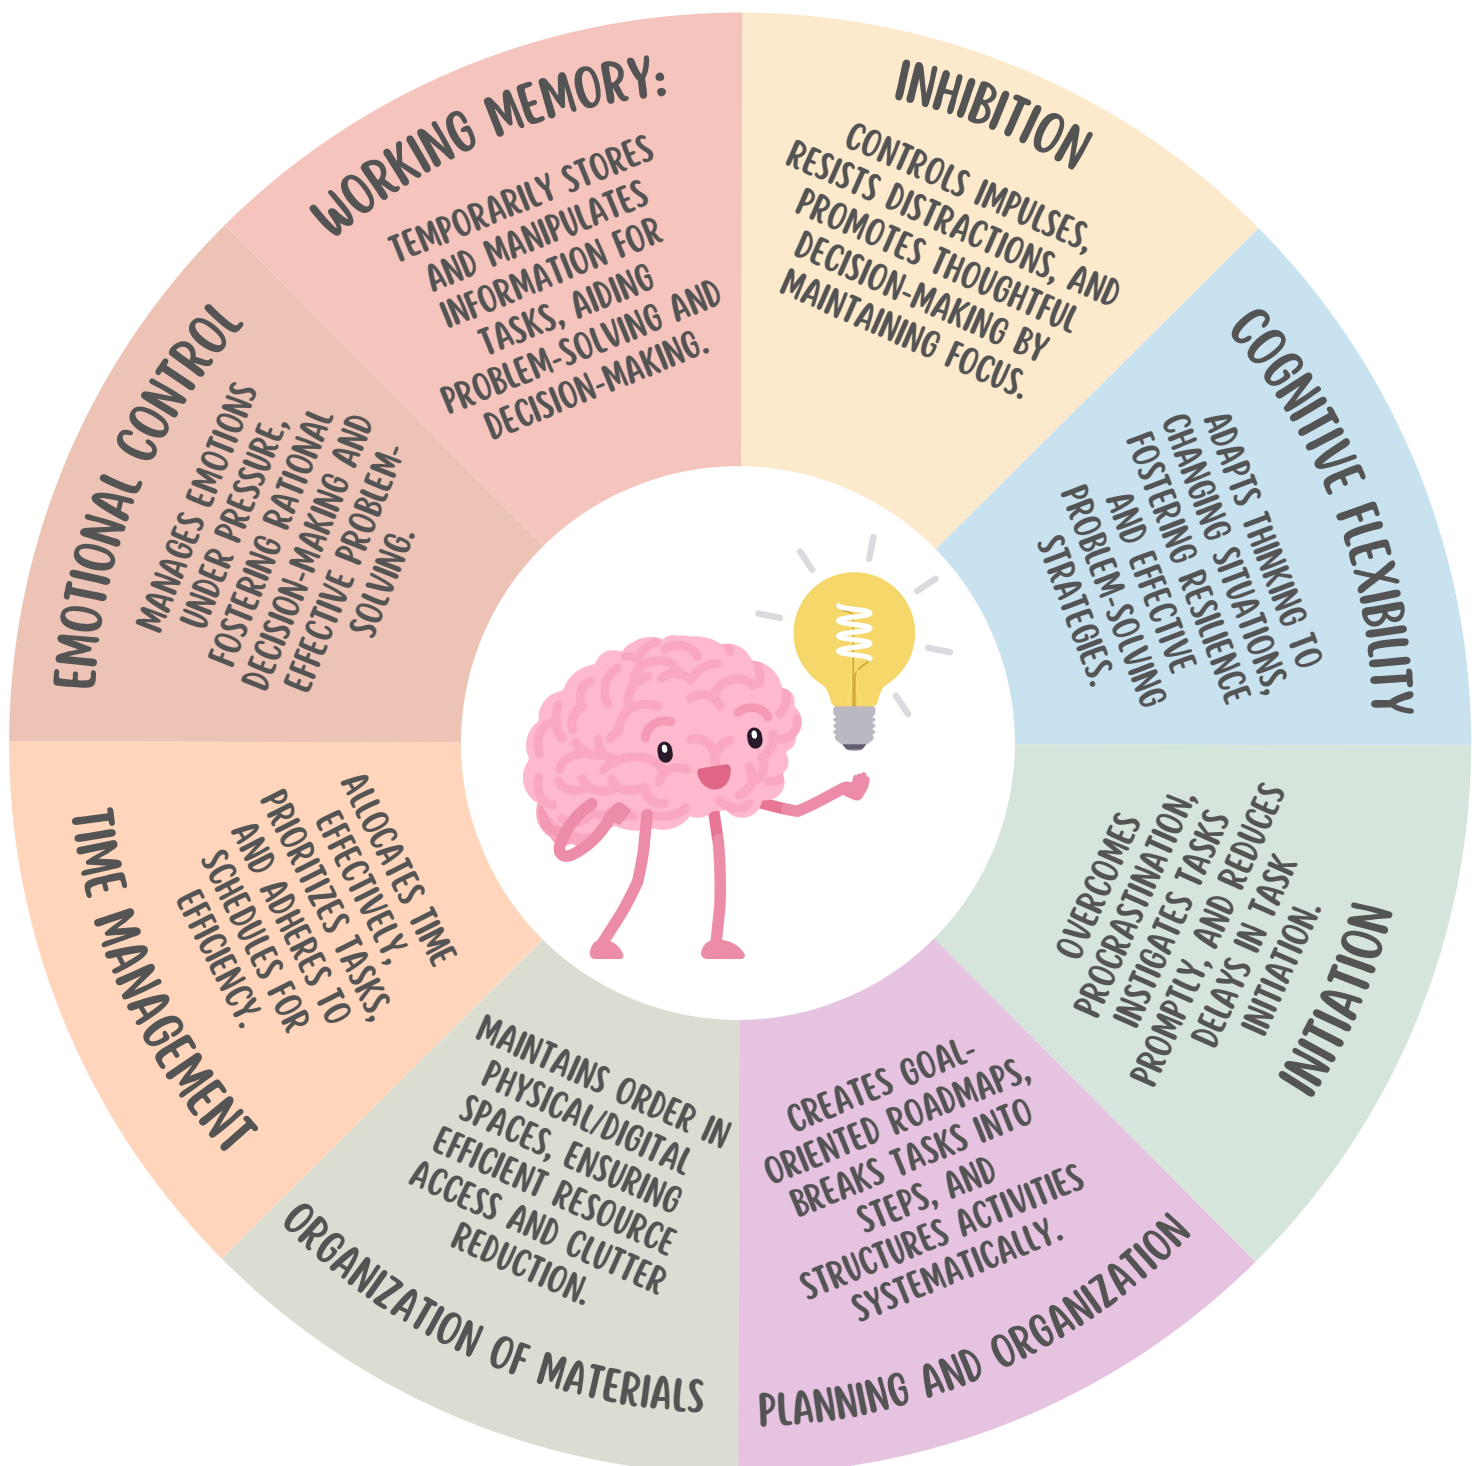 WORKING MEMORY:
TEMPORARILY STORES
AND MANIPULATES
INFORMATION FOR
TASKS, AIDING
PROBLEM-SOLVING AND
DECISION-MAKING.
INHIBITION
CONTROLS IMPULSES,
RESISTS DISTRACTIONS, AND
PROMOTES THOUGHTFUL
DECISION-MAKING BY
MAINTAINING FOCUS.
COGNITIVE FLEXIBILITY
ADAPTS THINKING TO
CHANGING SITUATIONS,
FOSTERING RESILIENCE
AND EFFECTIVE
PROBLEM-SOLVING
STRATEGIES.
INITIATION
OVERCOMES
PROCRASTINATION,
INSTIGATES TASKS
PROMPTLY, AND REDUCES
DELAYS IN TASK
INITIATION.
PLANNING AND ORGANIZATION
CREATES GOAL-
ORIENTED ROADMAPS,
BREAKS TASKS INTO
STEPS, AND
STRUCTURES ACTIVITIES
SYSTEMATICALLY.
ORGANIZATION OF MATERIALS
MAINTAINS ORDER IN
PHYSICAL/DIGITAL
SPACES, ENSURING
EFFICIENT RESOURCE
ACCESS AND CLUTTER
REDUCTION.
TIME MANAGEMENT
ALLOCATES TIME
EFFECTIVELY,
PRIORITIZES TASKS,
AND ADHERES TO
SCHEDULES FOR
EFFICIENCY.
EMOTIONAL CONTROL
MANAGES EMOTIONS
UNDER PRESSURE,
FOSTERING RATIONAL
DECISION-MAKING AND
EFFECTIVE PROBLEM-
SOLVING.